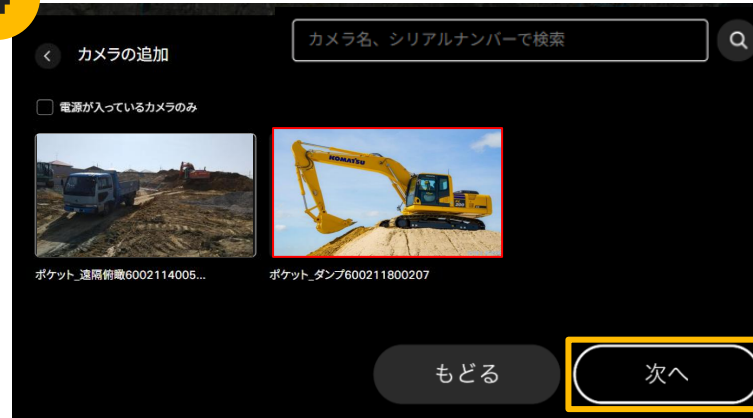 カメラ名、シリアルナンバーで検索
カメラの追加
電源が入っているカメラのみ
KOMATSU
ポケット_遠隔俯瞰6002114005...
ポケット_ダンプ600211800207
もどる
次へ